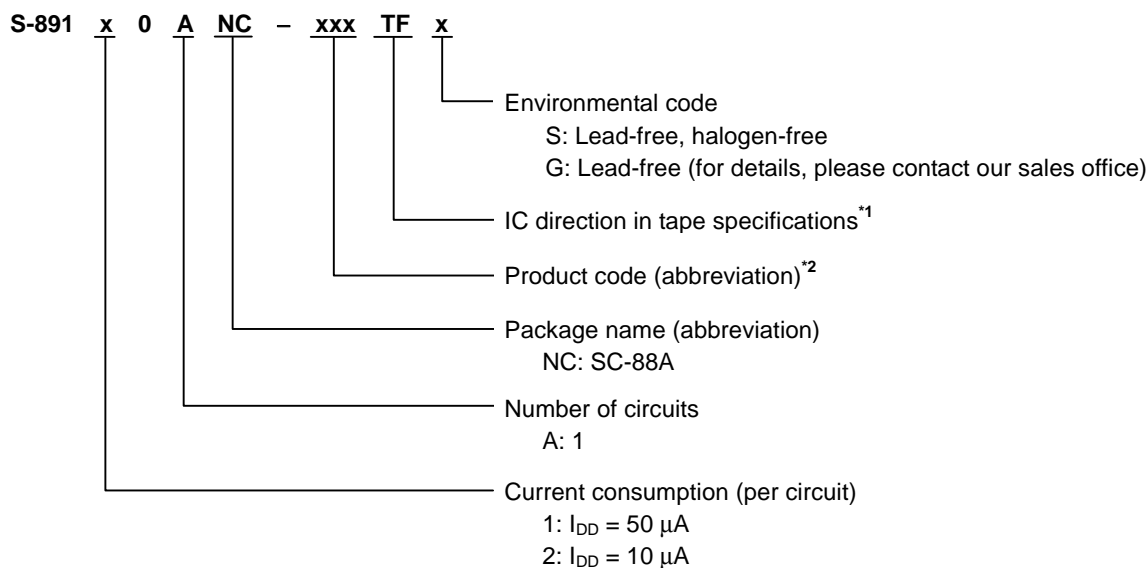 S-891 x 0 A NC – xxx TF x
Environmental code
S: Lead-free, halogen-free
G: Lead-free (for details, please contact our sales office)
IC direction in tape specifications*1
Product code (abbreviation)*2
Package name (abbreviation)
NC: SC-88A
Number of circuits
A: 1
Current consumption (per circuit)
1: IDD = 50 μA
2: IDD = 10 μA